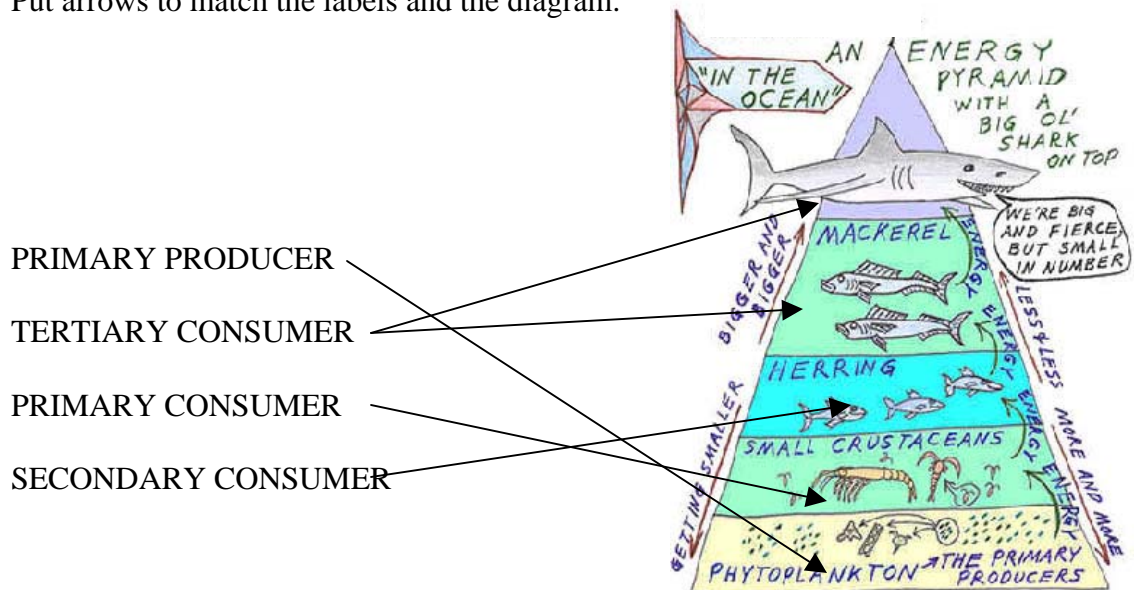 Put arrows to match the labels and the diagram.
AN ENERGY
PYRAMID
WITH A
BIG OL'
SHARK
ON TOP
"IN THE
OCEAN"
WE'RE BIG
AND FIERCE,
BUT SMALL
IN NUMBER
PRIMARY PRODUCER
TERTIARY CONSUMER
PRIMARY CONSUMER
SECONDARY CONSUMER
BIGGER AND
BIGGER
GETTING SMALLER
MACKEREL
HERRING
SMALL CRUSTACEANS
PHYTOPLANKTON
THE PRIMARY
PRODUCERS
ENERGY
ENERGY
ENERGY
ENERGY
LESS & LESS
MORE AND MORE